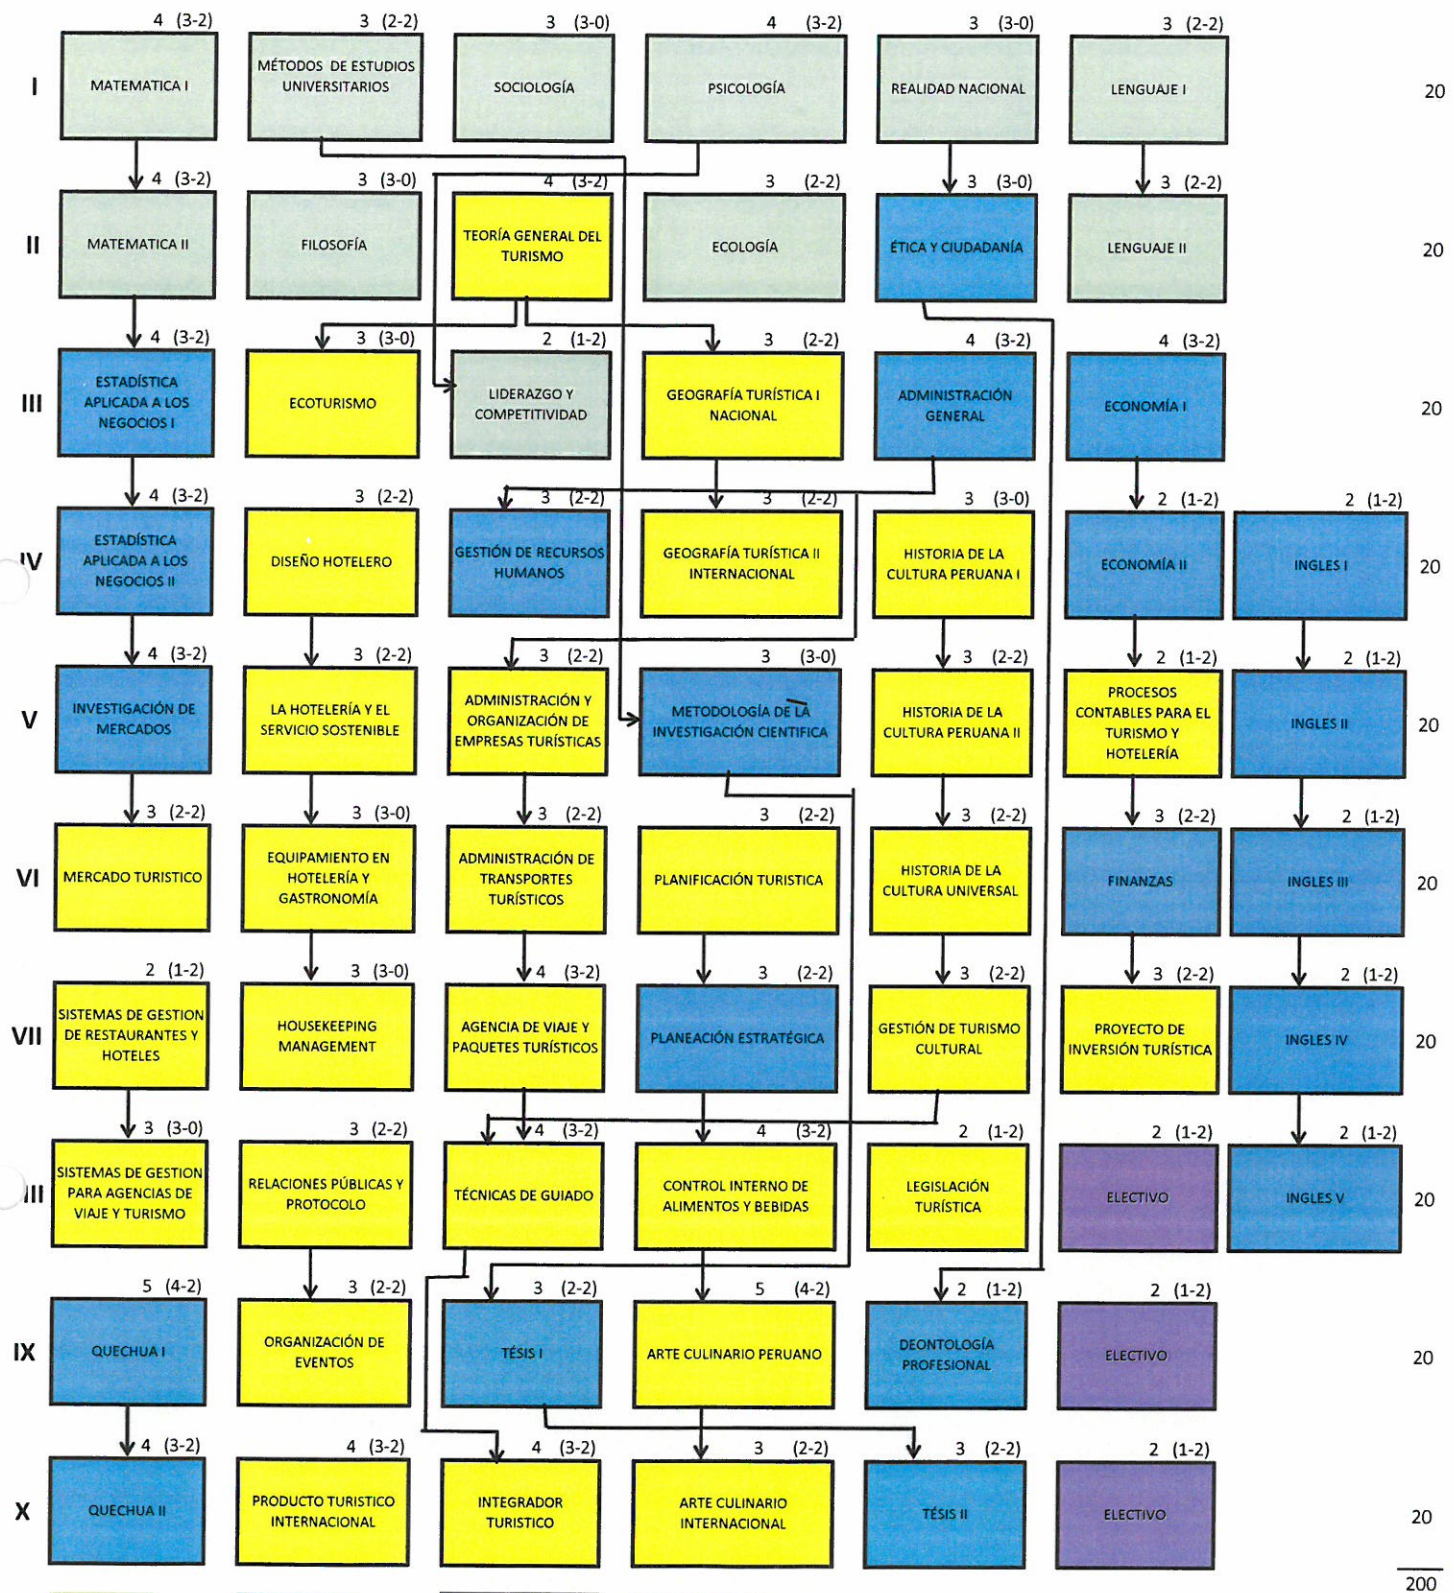 4 (3-2)
3 (2-2)
3 (3-0)
4 (3-2)
3 (3-0)
3 (2-2)
I
MATEMATICA I
MÉTODOS DE ESTUDIOS
UNIVERSITARIOS
SOCIOLOGÍA
PSICOLOGÍA
REALIDAD NACIONAL
LENGUAJE I
20
4 (3-2)
3 (3-0)
4 (3-2)
3 (2-2)
3 (3-0)
3 (2-2)
II
MATEMATICA II
FILOSOFÍA
TEORÍA GENERAL DEL
TURISMO
ECOLOGÍA
ÉTICA Y CIUDADANÍA
LENGUAJE II
20
4 (3-2)
3 (3-0)
2 (1-2)
3 (2-2)
4 (3-2)
4 (3-2)
III
ESTADÍSTICA
APLICADA A LOS
NEGOCIOS I
ECOTURISMO
LIDERAZGO Y
COMPETITIVIDAD
GEOGRAFÍA TURÍSTICA I
NACIONAL
ADMINISTRACIÓN
GENERAL
ECONOMÍA I
20
4 (3-2)
3 (2-2)
3 (2-2)
3 (2-2)
3 (3-0)
2 (1-2)
2 (1-2)
IV
ESTADÍSTICA
APLICADA A LOS
NEGOCIOS II
DISEÑO HOTELERO
GESTIÓN DE RECURSOS
HUMANOS
GEOGRAFÍA TURÍSTICA II
INTERNACIONAL
HISTORIA DE LA
CULTURA PERUANA I
ECONOMÍA II
INGLES I
20
4 (3-2)
3 (2-2)
3 (2-2)
3 (3-0)
3 (2-2)
2 (1-2)
2 (1-2)
V
INVESTIGACIÓN DE
MERCADOS
LA HOTELERÍA Y EL
SERVICIO SOSTENIBLE
ADMINISTRACIÓN Y
ORGANIZACIÓN DE
EMPRESAS TURÍSTICAS
METODOLOGÍA DE LA
INVESTIGACIÓN CIENTIFICA
HISTORIA DE LA
CULTURA PERUANA II
PROCESOS
CONTABLES PARA EL
TURISMO Y
HOTELERÍA
INGLES II
20
3 (2-2)
3 (3-0)
3 (2-2)
3 (2-2)
3 (2-2)
3 (2-2)
2 (1-2)
VI
MERCADO TURISTICO
EQUIPAMIENTO EN
HOTELERÍA Y
GASTRONOMÍA
ADMINISTRACIÓN DE
TRANSPORTES
TURÍSTICOS
PLANIFICACIÓN TURISTICA
HISTORIA DE LA
CULTURA UNIVERSAL
FINANZAS
INGLES III
20
2 (1-2)
3 (3-0)
4 (3-2)
3 (2-2)
3 (2-2)
3 (2-2)
2 (1-2)
VII
SISTEMAS DE GESTION
DE RESTAURANTES Y
HOTELES
HOUSEKEEPING
MANAGEMENT
AGENCIA DE VIAJE Y
PAQUETES TURÍSTICOS
PLANEACIÓN ESTRATÉGICA
GESTIÓN DE TURISMO
CULTURAL
PROYECTO DE
INVERSIÓN TURÍSTICA
INGLES IV
20
3 (3-0)
3 (2-2)
4 (3-2)
4 (3-2)
2 (1-2)
2 (1-2)
2 (1-2)
III
SISTEMAS DE GESTION
PARA AGENCIAS DE
VIAJE Y TURISMO
RELACIONES PÚBLICAS Y
PROTOCOLO
TÉCNICAS DE GUIADO
CONTROL INTERNO DE
ALIMENTOS Y BEBIDAS
LEGISLACIÓN
TURÍSTICA
ELECTIVO
INGLES V
20
5 (4-2)
3 (2-2)
3 (2-2)
5 (4-2)
2 (1-2)
2 (1-2)
IX
QUECHUA I
ORGANIZACIÓN DE
EVENTOS
TÉSIS I
ARTE CULINARIO PERUANO
DEONTOLOGÍA
PROFESIONAL
ELECTIVO
20
4 (3-2)
4 (3-2)
4 (3-2)
3 (2-2)
3 (2-2)
2 (1-2)
X
QUECHUA II
PRODUCTO TURISTICO
INTERNACIONAL
INTEGRADOR
TURISTICO
ARTE CULINARIO
INTERNACIONAL
TÉSIS II
ELECTIVO
20
200